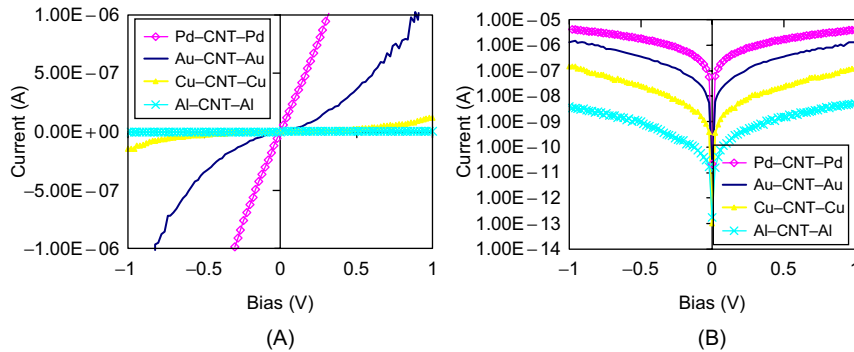 1.00E − 06
5.00E − 07
0.00E + 00
−5.00E − 07
−1.00E − 06
Current (A)
Pd–CNT–Pd
Au–CNT–Au
Cu–CNT–Cu
Al–CNT–Al
−1
−0.5
0
0.5
1
Bias (V)
(A)
1.00E − 05
1.00E − 06
1.00E − 07
1.00E − 08
1.00E − 09
1.00E − 10
1.00E − 11
1.00E − 12
1.00E − 13
1.00E − 14
Current (A)
Pd–CNT–Pd
Au–CNT–Au
Cu–CNT–Cu
Al–CNT–Al
−1
−0.5
0
0.5
1
Bias (V)
(B)